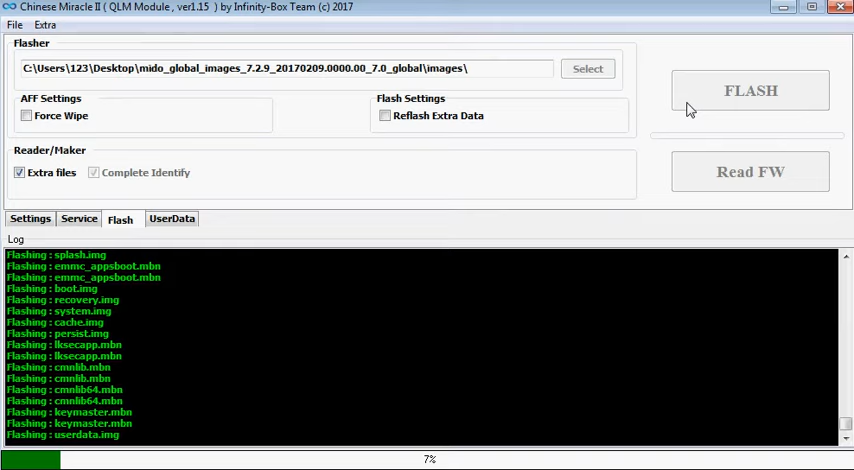 Chinese Miracle II ( QLM Module , ver1.15 ) by Infinity-Box Team (c) 2017
File Extra
Flasher
C:\Users\123\Desktop\mido_global_images_7.2.9_20170209.0000.00_7.0_global\images\
Select
FLASH
AFF Settings
Force Wipe
Flash Settings
Reflash Extra Data
Reader/Maker
Extra files
Complete Identify
Read FW
Settings Service Flash UserData
Log
Flashing : splash.img
Flashing : emmc_appsboot.mbn
Flashing : emmc_appsboot.mbn
Flashing : boot.img
Flashing : recovery.img
Flashing : system.img
Flashing : cache.img
Flashing : persist.img
Flashing : lksecapp.mbn
Flashing : lksecapp.mbn
Flashing : cmnlib.mbn
Flashing : cmnlib.mbn
Flashing : cmnlib64.mbn
Flashing : cmnlib64.mbn
Flashing : keymaster.mbn
Flashing : keymaster.mbn
Flashing : userdata.img
7%